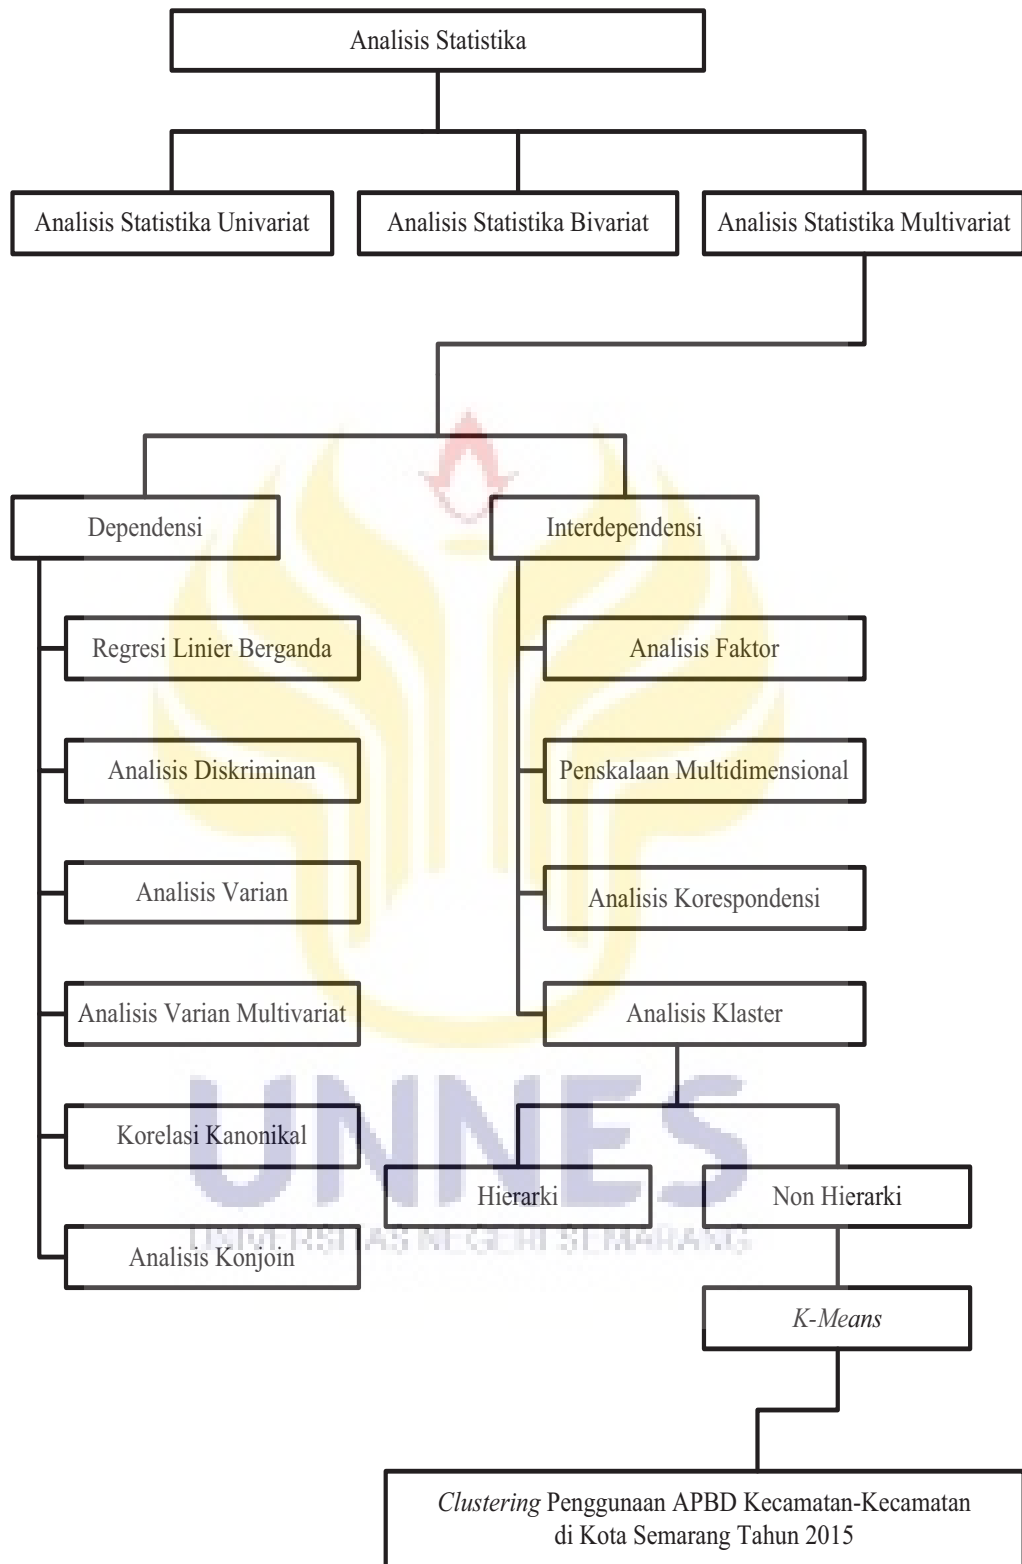 Analisis Statistika
Analisis Statistika Univariat
Analisis Statistika Bivariat
Analisis Statistika Multivariat
Dependensi
Interdependensi
Regresi Linier Berganda
Analisis Faktor
Analisis Diskriminan
Penskalaan Multidimensional
Analisis Varian
Analisis Korespondensi
Analisis Varian Multivariat
Analisis Klaster
UNNES
Korelasi Kanonikal
Hierarki
Non Hierarki
UNIVERSITAS NEGERI SEMARANG
Analisis Konjoin
K-Means
Clustering Penggunaan APBD Kecamatan-Kecamatan
di Kota Semarang Tahun 2015